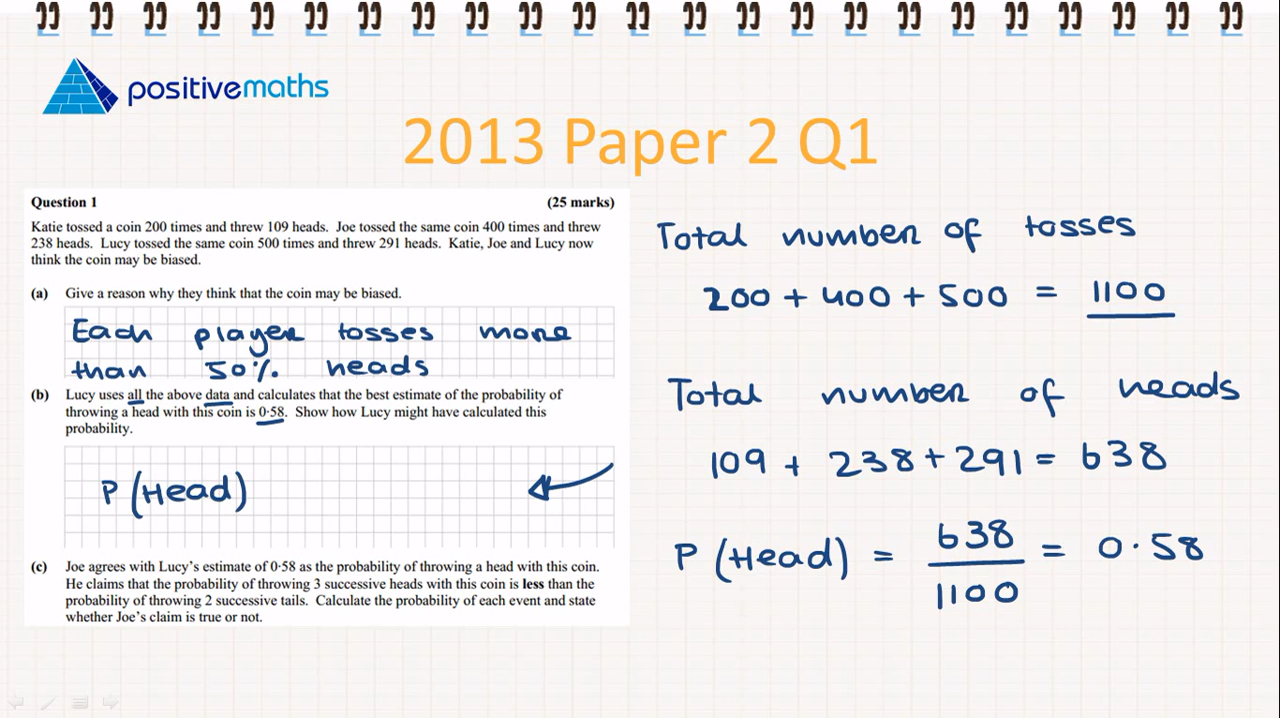 positivemaths
2013 Paper 2 Q1
Question 1 (25 marks)
Katie tossed a coin 200 times and threw 109 heads. Joe tossed the same coin 400 times and threw
238 heads. Lucy tossed the same coin 500 times and threw 291 heads. Katie, Joe and Lucy now
think the coin may be biased.
(a) Give a reason why they think that the coin may be biased.
Each player tosses more
than 50% heads
(b) Lucy uses all the above data and calculates that the best estimate of the probability of
throwing a head with this coin is 0·58. Show how Lucy might have calculated this
probability.
P (Head)
(c) Joe agrees with Lucy's estimate of 0·58 as the probability of throwing a head with this coin.
He claims that the probability of throwing 3 successive heads with this coin is less than the
probability of throwing 2 successive tails. Calculate the probability of each event and state
whether Joe's claim is true or not.
Total number of tosses
200 + 400 + 500 = 1100
Total number of heads
109 + 238 + 291 = 638
P (Head) = 638 / 1100 = 0·58